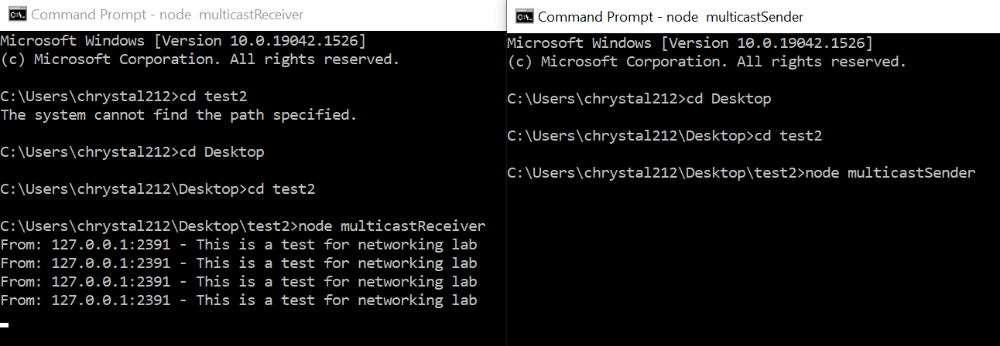 Command Prompt - node  multicastReceiver
Microsoft Windows [Version 10.0.19042.1526]
(c) Microsoft Corporation. All rights reserved.
C:\Users\chrystal212>cd test2
The system cannot find the path specified.
C:\Users\chrystal212>cd Desktop
C:\Users\chrystal212\Desktop>cd test2
C:\Users\chrystal212\Desktop\test2>node multicastReceiver
From: 127.0.0.1:2391 - This is a test for networking lab
From: 127.0.0.1:2391 - This is a test for networking lab
From: 127.0.0.1:2391 - This is a test for networking lab
From: 127.0.0.1:2391 - This is a test for networking lab
Command Prompt - node  multicastSender
Microsoft Windows [Version 10.0.19042.1526]
(c) Microsoft Corporation. All rights reserved.
C:\Users\chrystal212>cd Desktop
C:\Users\chrystal212\Desktop>cd test2
C:\Users\chrystal212\Desktop\test2>node multicastSender